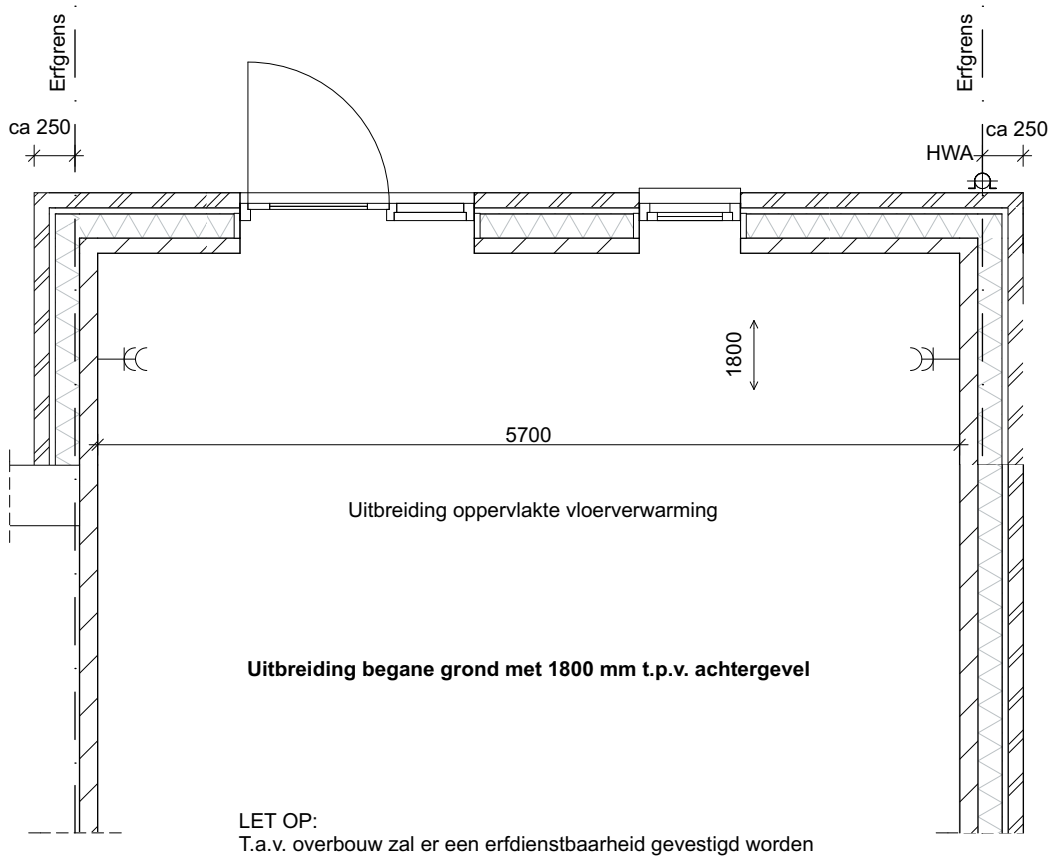 Erfgrens
Erfgrens
ca 250
ca 250
HWA
1800
5700
Uitbreiding oppervlakte vloerverwarming
Uitbreiding begane grond met 1800 mm t.p.v. achtergevel
LET OP:
T.a.v. overbouw zal er een erfdienstbaarheid gevestigd worden